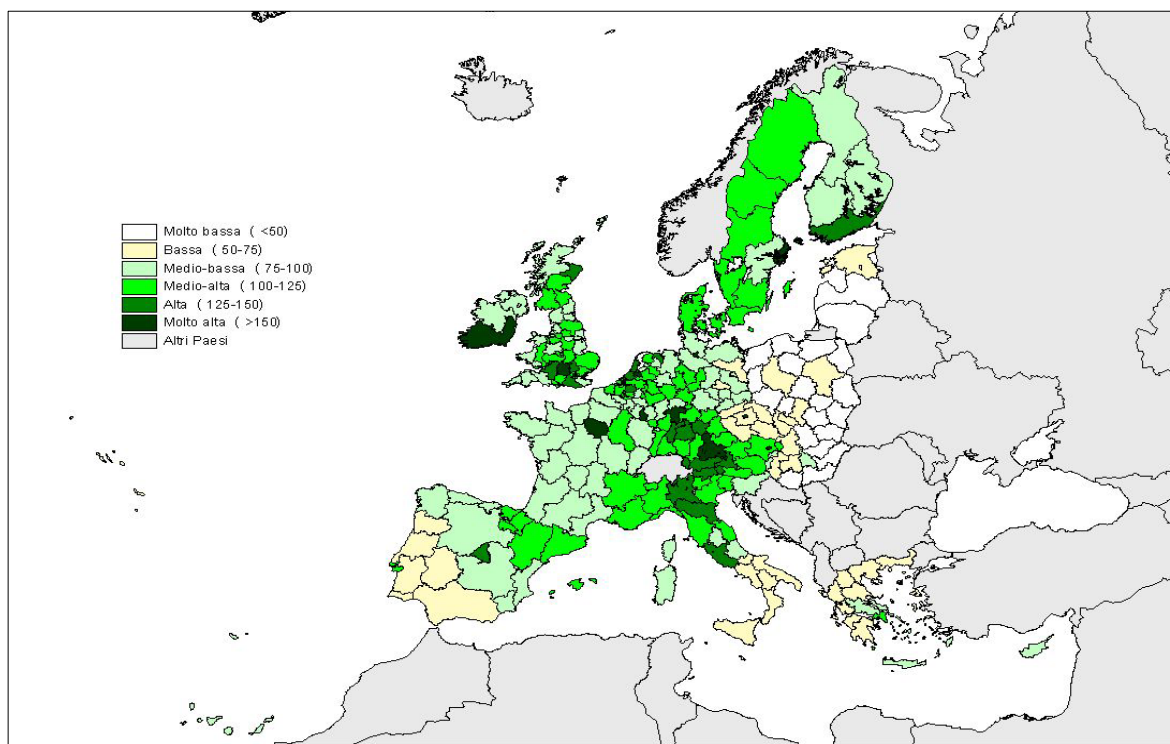 Molto bassa ( <50)
Bassa ( 50-75)
Medio-bassa ( 75-100)
Medio-alta ( 100-125)
Alta ( 125-150)
Molto alta ( >150)
Altri Paesi